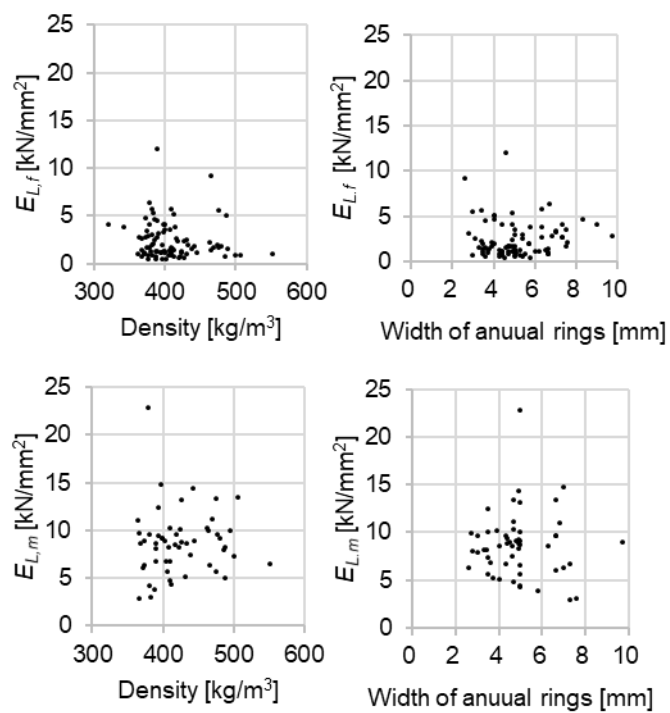 25
20
15
10
5
0
E_L,f [kN/mm²]
300 400 500 600
Density [kg/m³]
25
20
15
10
5
0
E_L.f [kN/mm²]
0 2 4 6 8 10
Width of anuual rings [mm]
25
20
15
10
5
0
E_L,m [kN/mm²]
300 400 500 600
Density [kg/m³]
25
20
15
10
5
0
E_L.m [kN/mm²]
0 2 4 6 8 10
Width of anuual rings [mm]